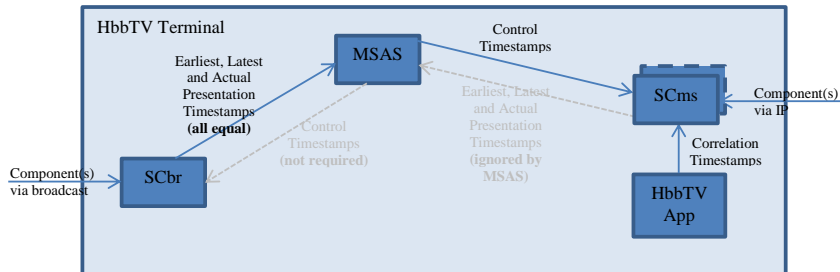 HbbTV Terminal
MSAS
Control
Timestamps
Earliest, Latest
and Actual
Presentation
Timestamps
(all equal)
Control
Timestamps
(not required)
Earliest, Latest
and Actual
Presentation
Timestamps
(ignored by
MSAS)
SCms
Component(s)
via IP
Correlation
Timestamps
Component(s)
via broadcast
SCbr
HbbTV
App